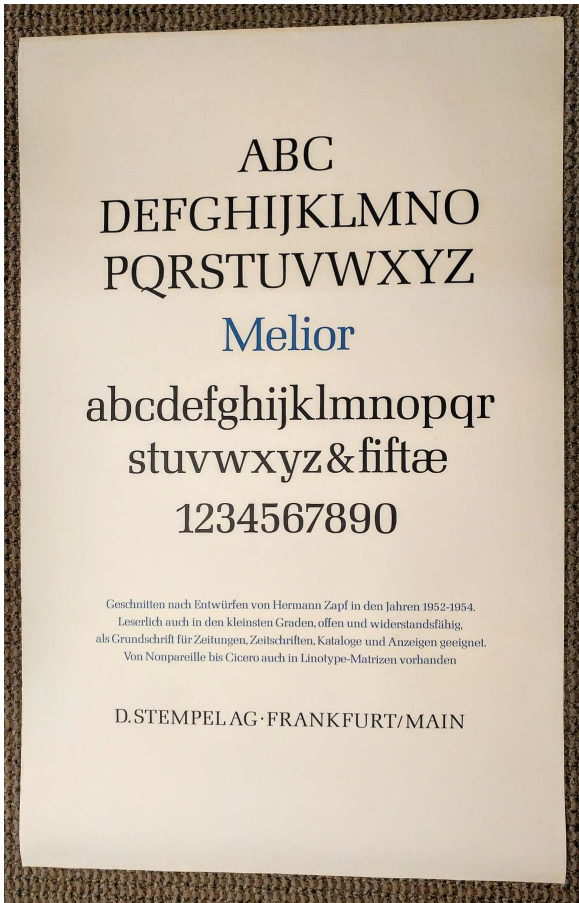 ABC
DEFGHIJKLMNO
PQRSTUVWXYZ
Melior
abcdefghijklmnopqr
stuvwxyz&fiftæ
1234567890
Geschnitten nach Entwürfen von Hermann Zapf in den Jahren 1952-1954.
Leserlich auch in den kleinsten Graden, offen und widerstandsfähig,
als Grundschrift für Zeitungen, Zeitschriften, Kataloge und Anzeigen geeignet.
Von Nonpareille bis Cicero auch in Linotype-Matrizen vorhanden
D. STEMPEL AG · FRANKFURT/MAIN